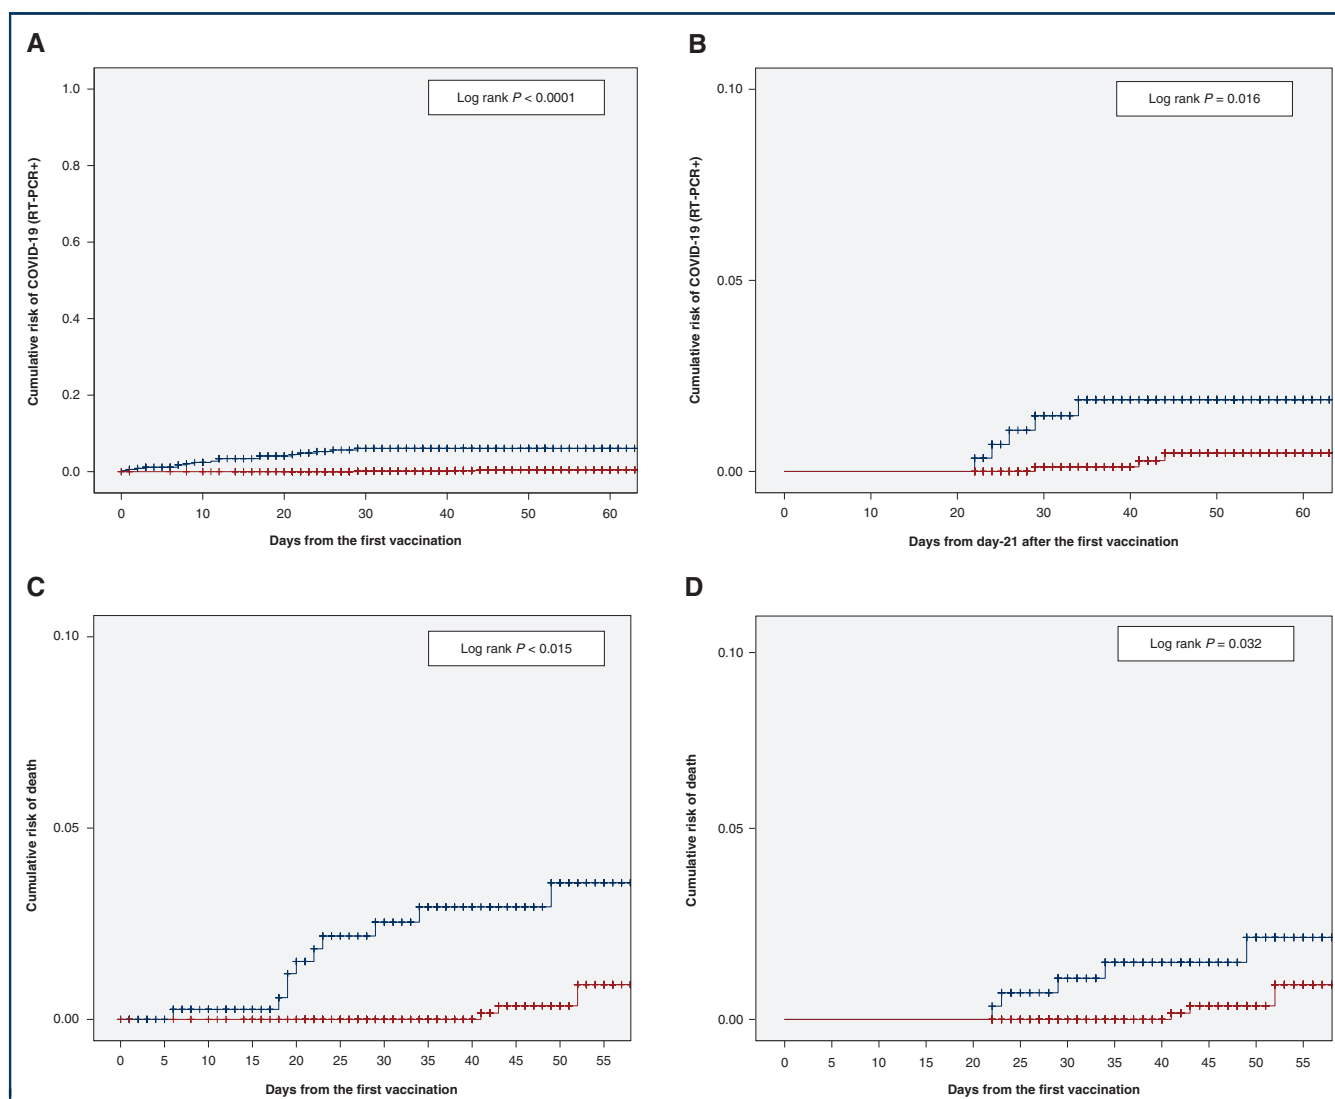 A
Log rank P < 0.0001
Cumulative risk of COVID-19 (RT-PCR+)
1.0
0.8
0.6
0.4
0.2
0.0
0 10 20 30 40 50 60
Days from the first vaccination
B
Log rank P = 0.016
Cumulative risk of COVID-19 (RT-PCR+)
0.10
0.05
0.00
0 10 20 30 40 50 60
Days from day-21 after the first vaccination
C
Log rank P < 0.015
Cumulative risk of death
0.10
0.05
0.00
0 5 10 15 20 25 30 35 40 45 50 55
Days from the first vaccination
D
Log rank P = 0.032
Cumulative risk of death
0.10
0.05
0.00
0 5 10 15 20 25 30 35 40 45 50 55
Days from the first vaccination